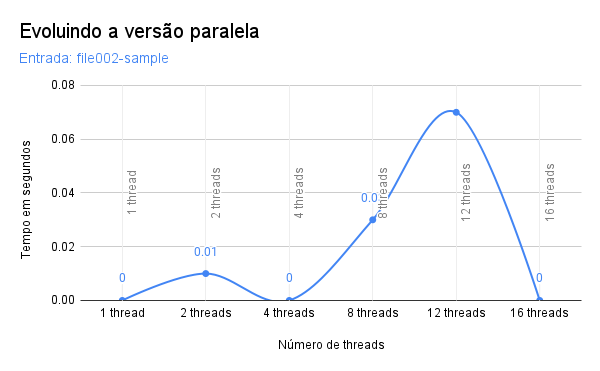 Evoluindo a versão paralela
Entrada: file002-sample
Tempo em segundos
0.08
0.06
0.04
0.02
0.00
0
0.01
0
0.0
0
1 thread
2 threads
4 threads
8 threads
12 threads
16 threads
1 thread
2 threads
4 threads
8 threads
12 threads
16 threads
Número de threads